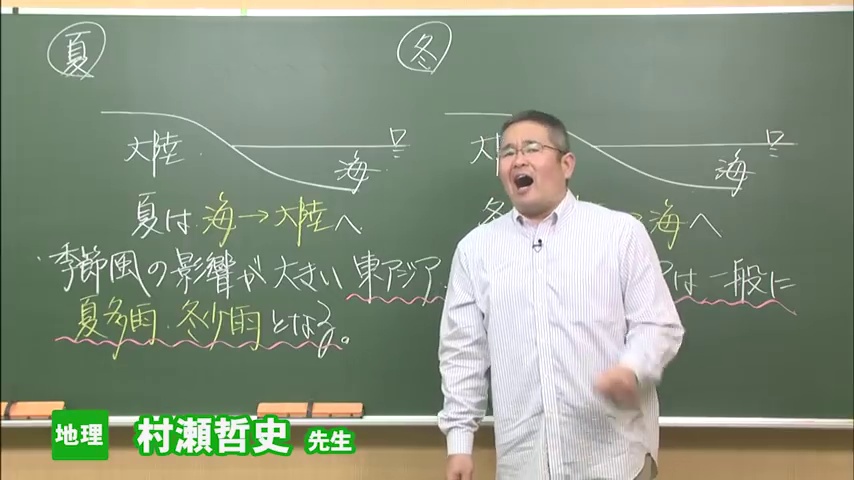 夏
冬
大陸
海
大
海
夏は 海→大陸へ
海へ
季節風の影響が大きい 東アジア
は一般に
夏多雨・冬少雨となる。
地理 村瀬哲史 先生